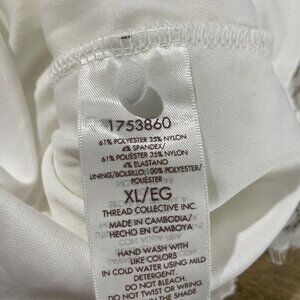 1753860
61% POLYESTER 35% NYLON
4% SPANDEX/
61% POLIÉSTER 35% NYLON
4% ELASTANO
LINING/BOLSILLO:100% POLYESTER/
POLIÉSTER
XL/EG
THREAD COLLECTIVE INC.
MADE IN CAMBODIA/
HECHO EN CAMBOYA
HAND WASH WITH
LIKE COLORS
IN COLD WATER USING MILD
DETERGENT.
DO NOT BLEACH.
DO NOT TWIST OR WRING